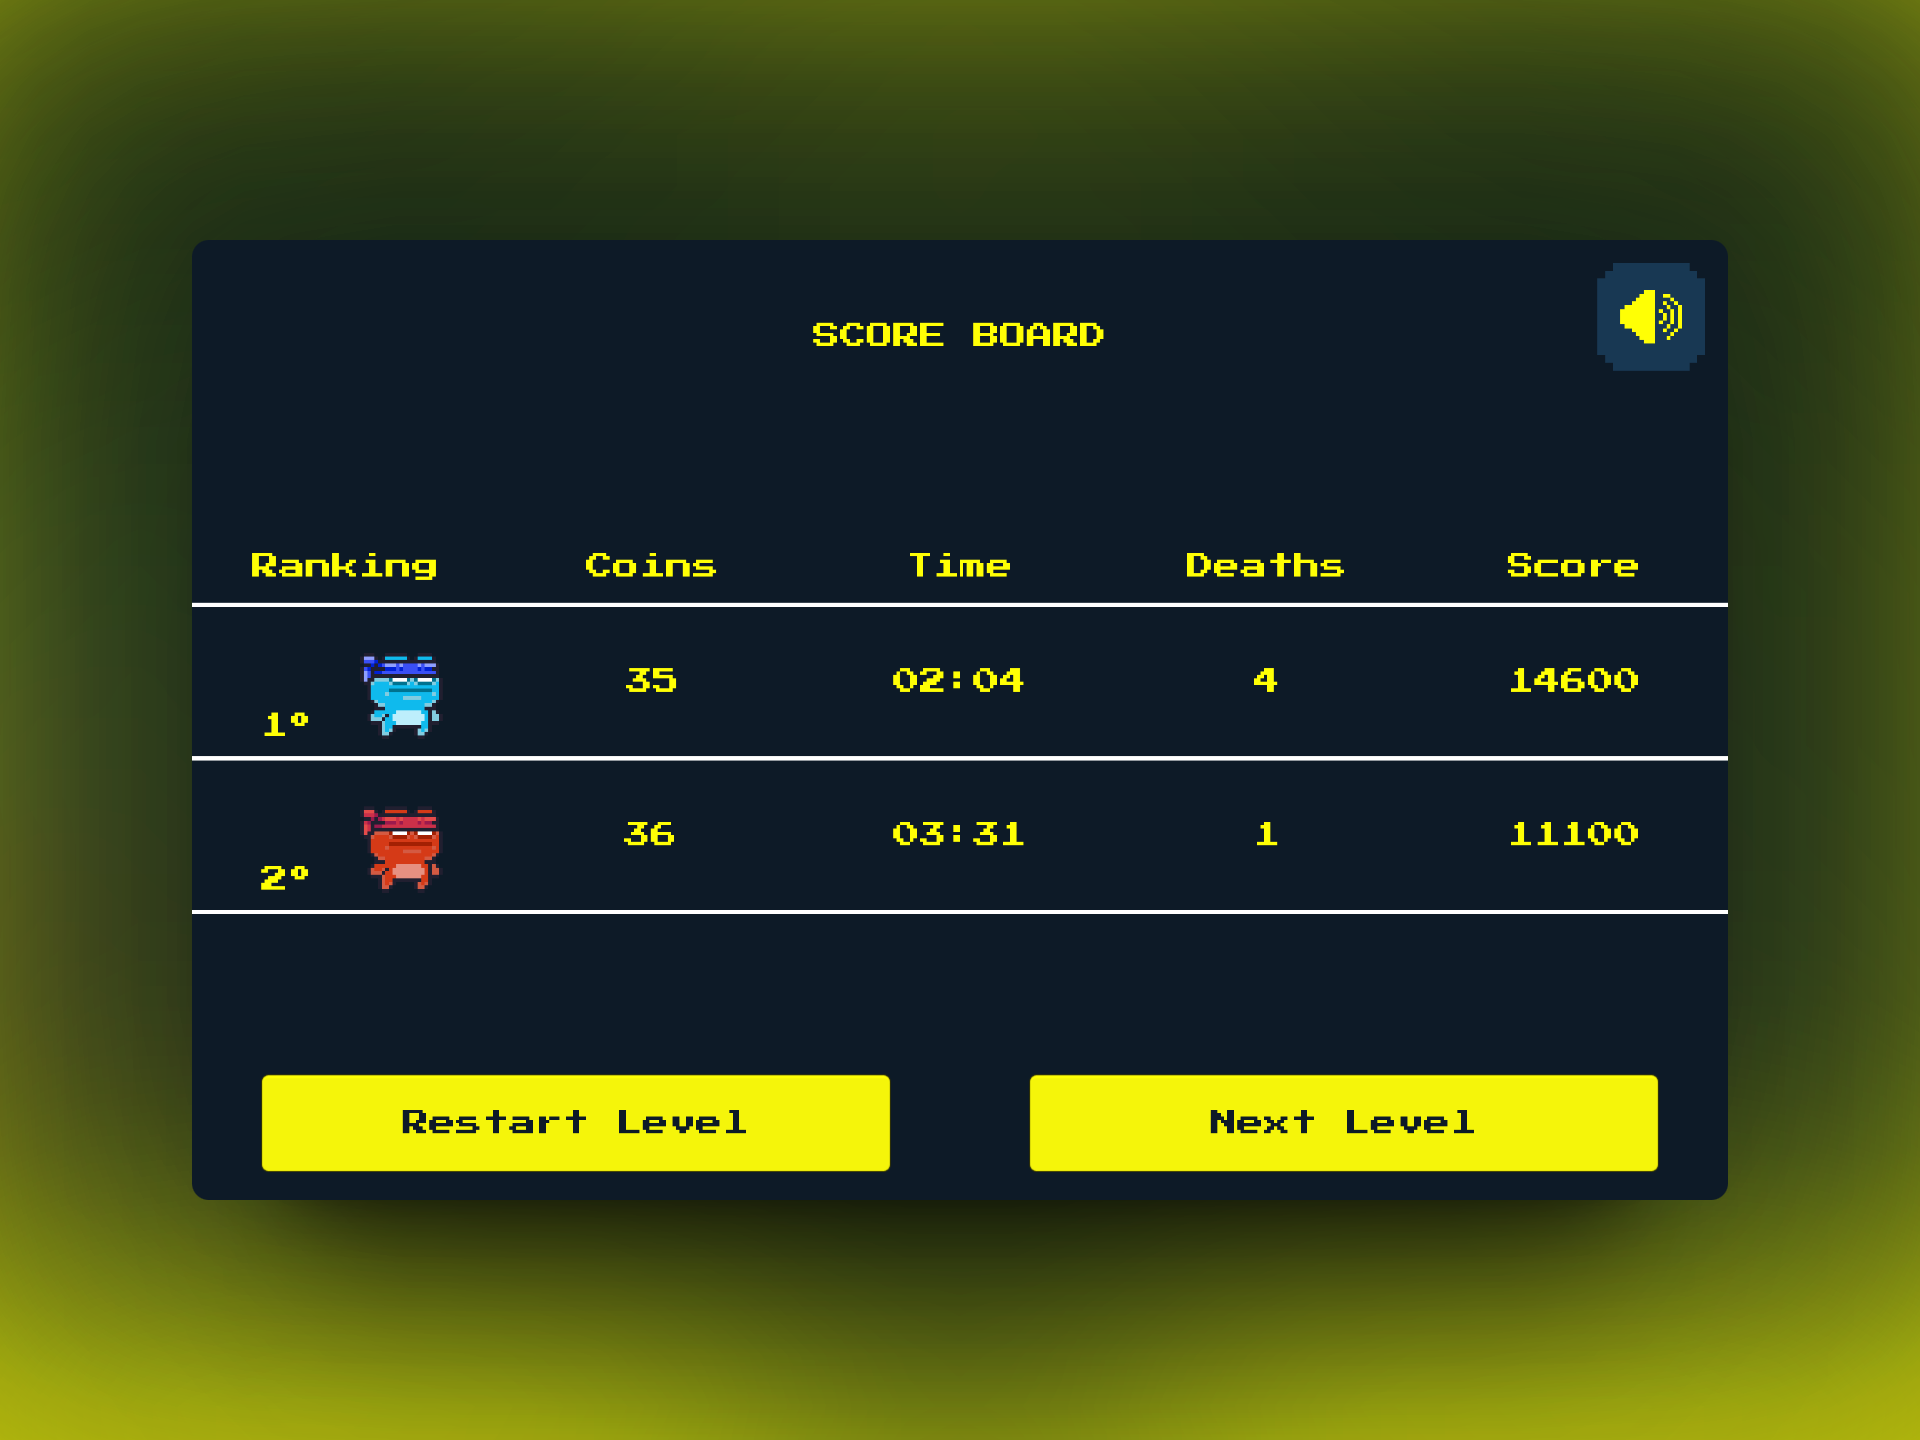 SCORE BOARD
Ranking Coins Time Deaths Score
1º 35 02:04 4 14600
2º 36 03:31 1 11100
Restart Level Next Level